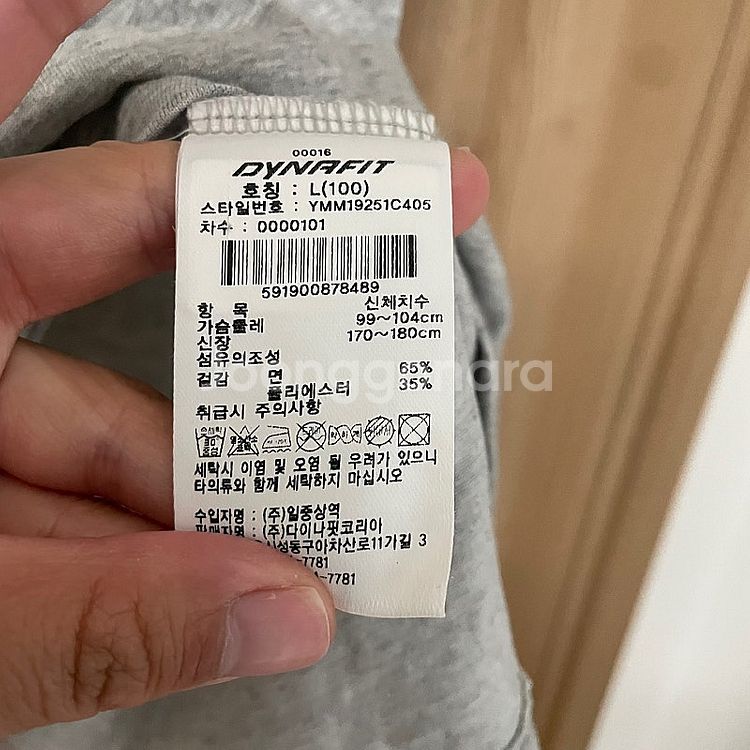 00016
DYNAFIT
호칭 : L(100)
스타일번호 : YMM19251C405
차수 : 0000101
591900878489
항 목 신체치수
가슴둘레 99~104cm
신장 170~180cm
섬유의조성
겉감 면 65%
폴리에스터 35%
bunggaemara
취급시 주의사항
세탁시 이염 및 오염 될 우려가 있으니
타의류와 함께 세탁하지 마십시오
수입자명 : (주)일중상역
판매자명 : (주)다이나핏코리아
성동구아차산로11가길 3
-7781
-7781